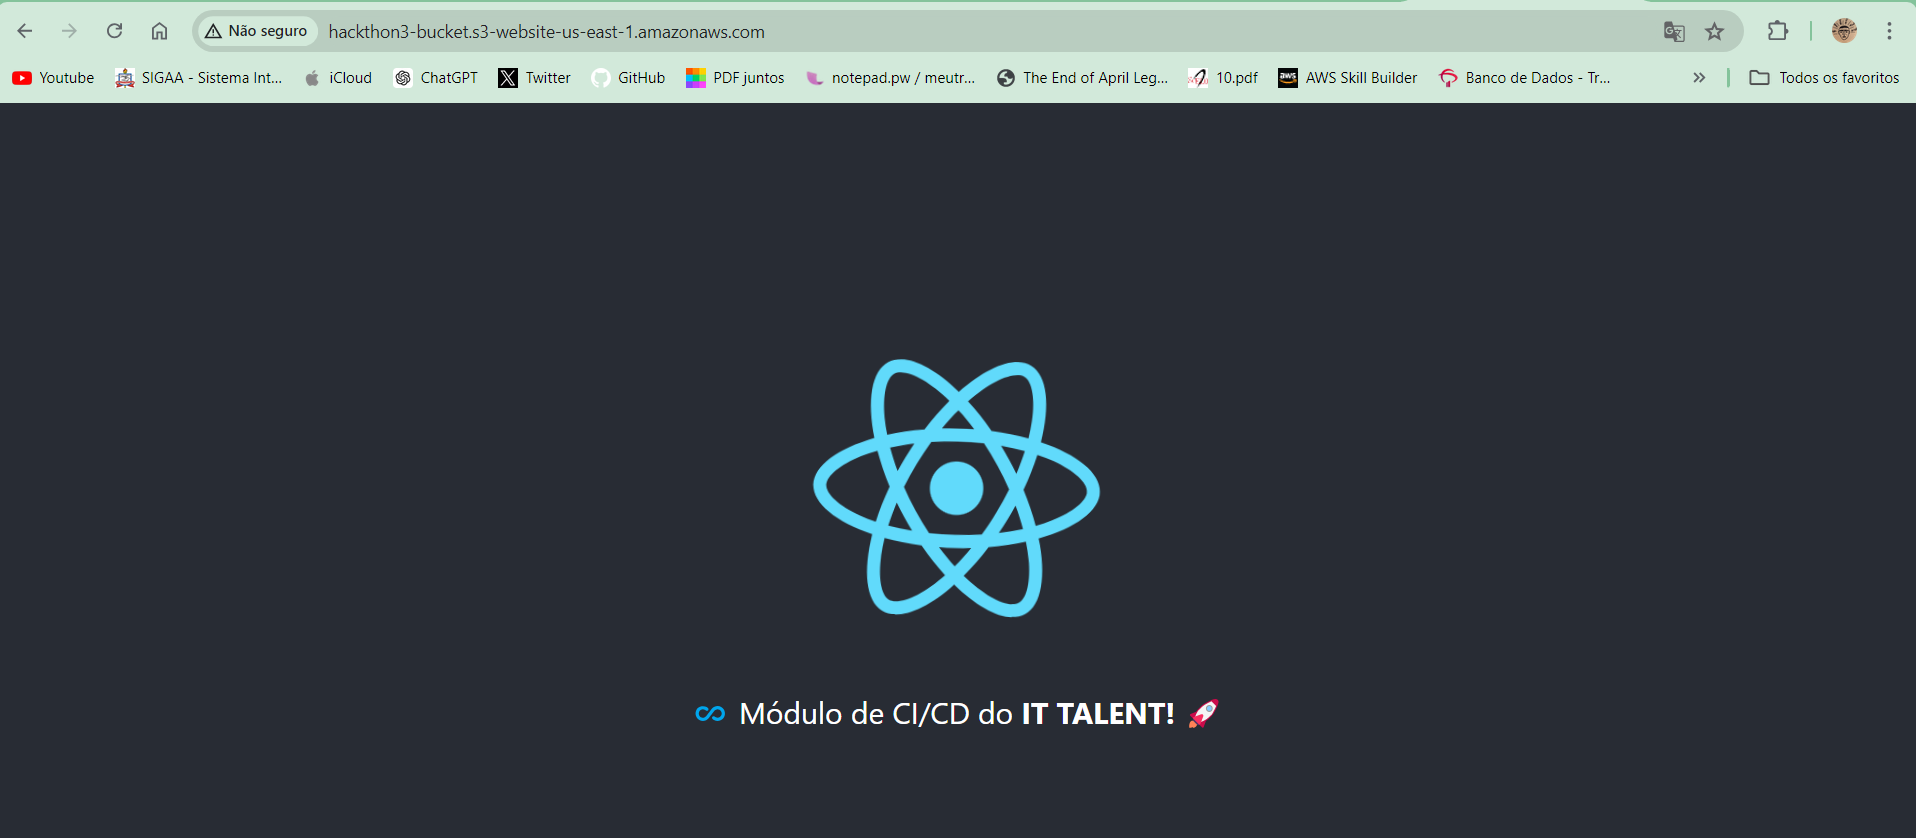 Não seguro hackthon3-bucket.s3-website-us-east-1.amazonaws.com
Youtube SIGAA - Sistema Int... iCloud ChatGPT Twitter GitHub PDF juntos notepad.pw / meutr... The End of April Leg... 10.pdf aws AWS Skill Builder Banco de Dados - Tr... » Todos os favoritos
Módulo de CI/CD do IT TALENT! 🚀